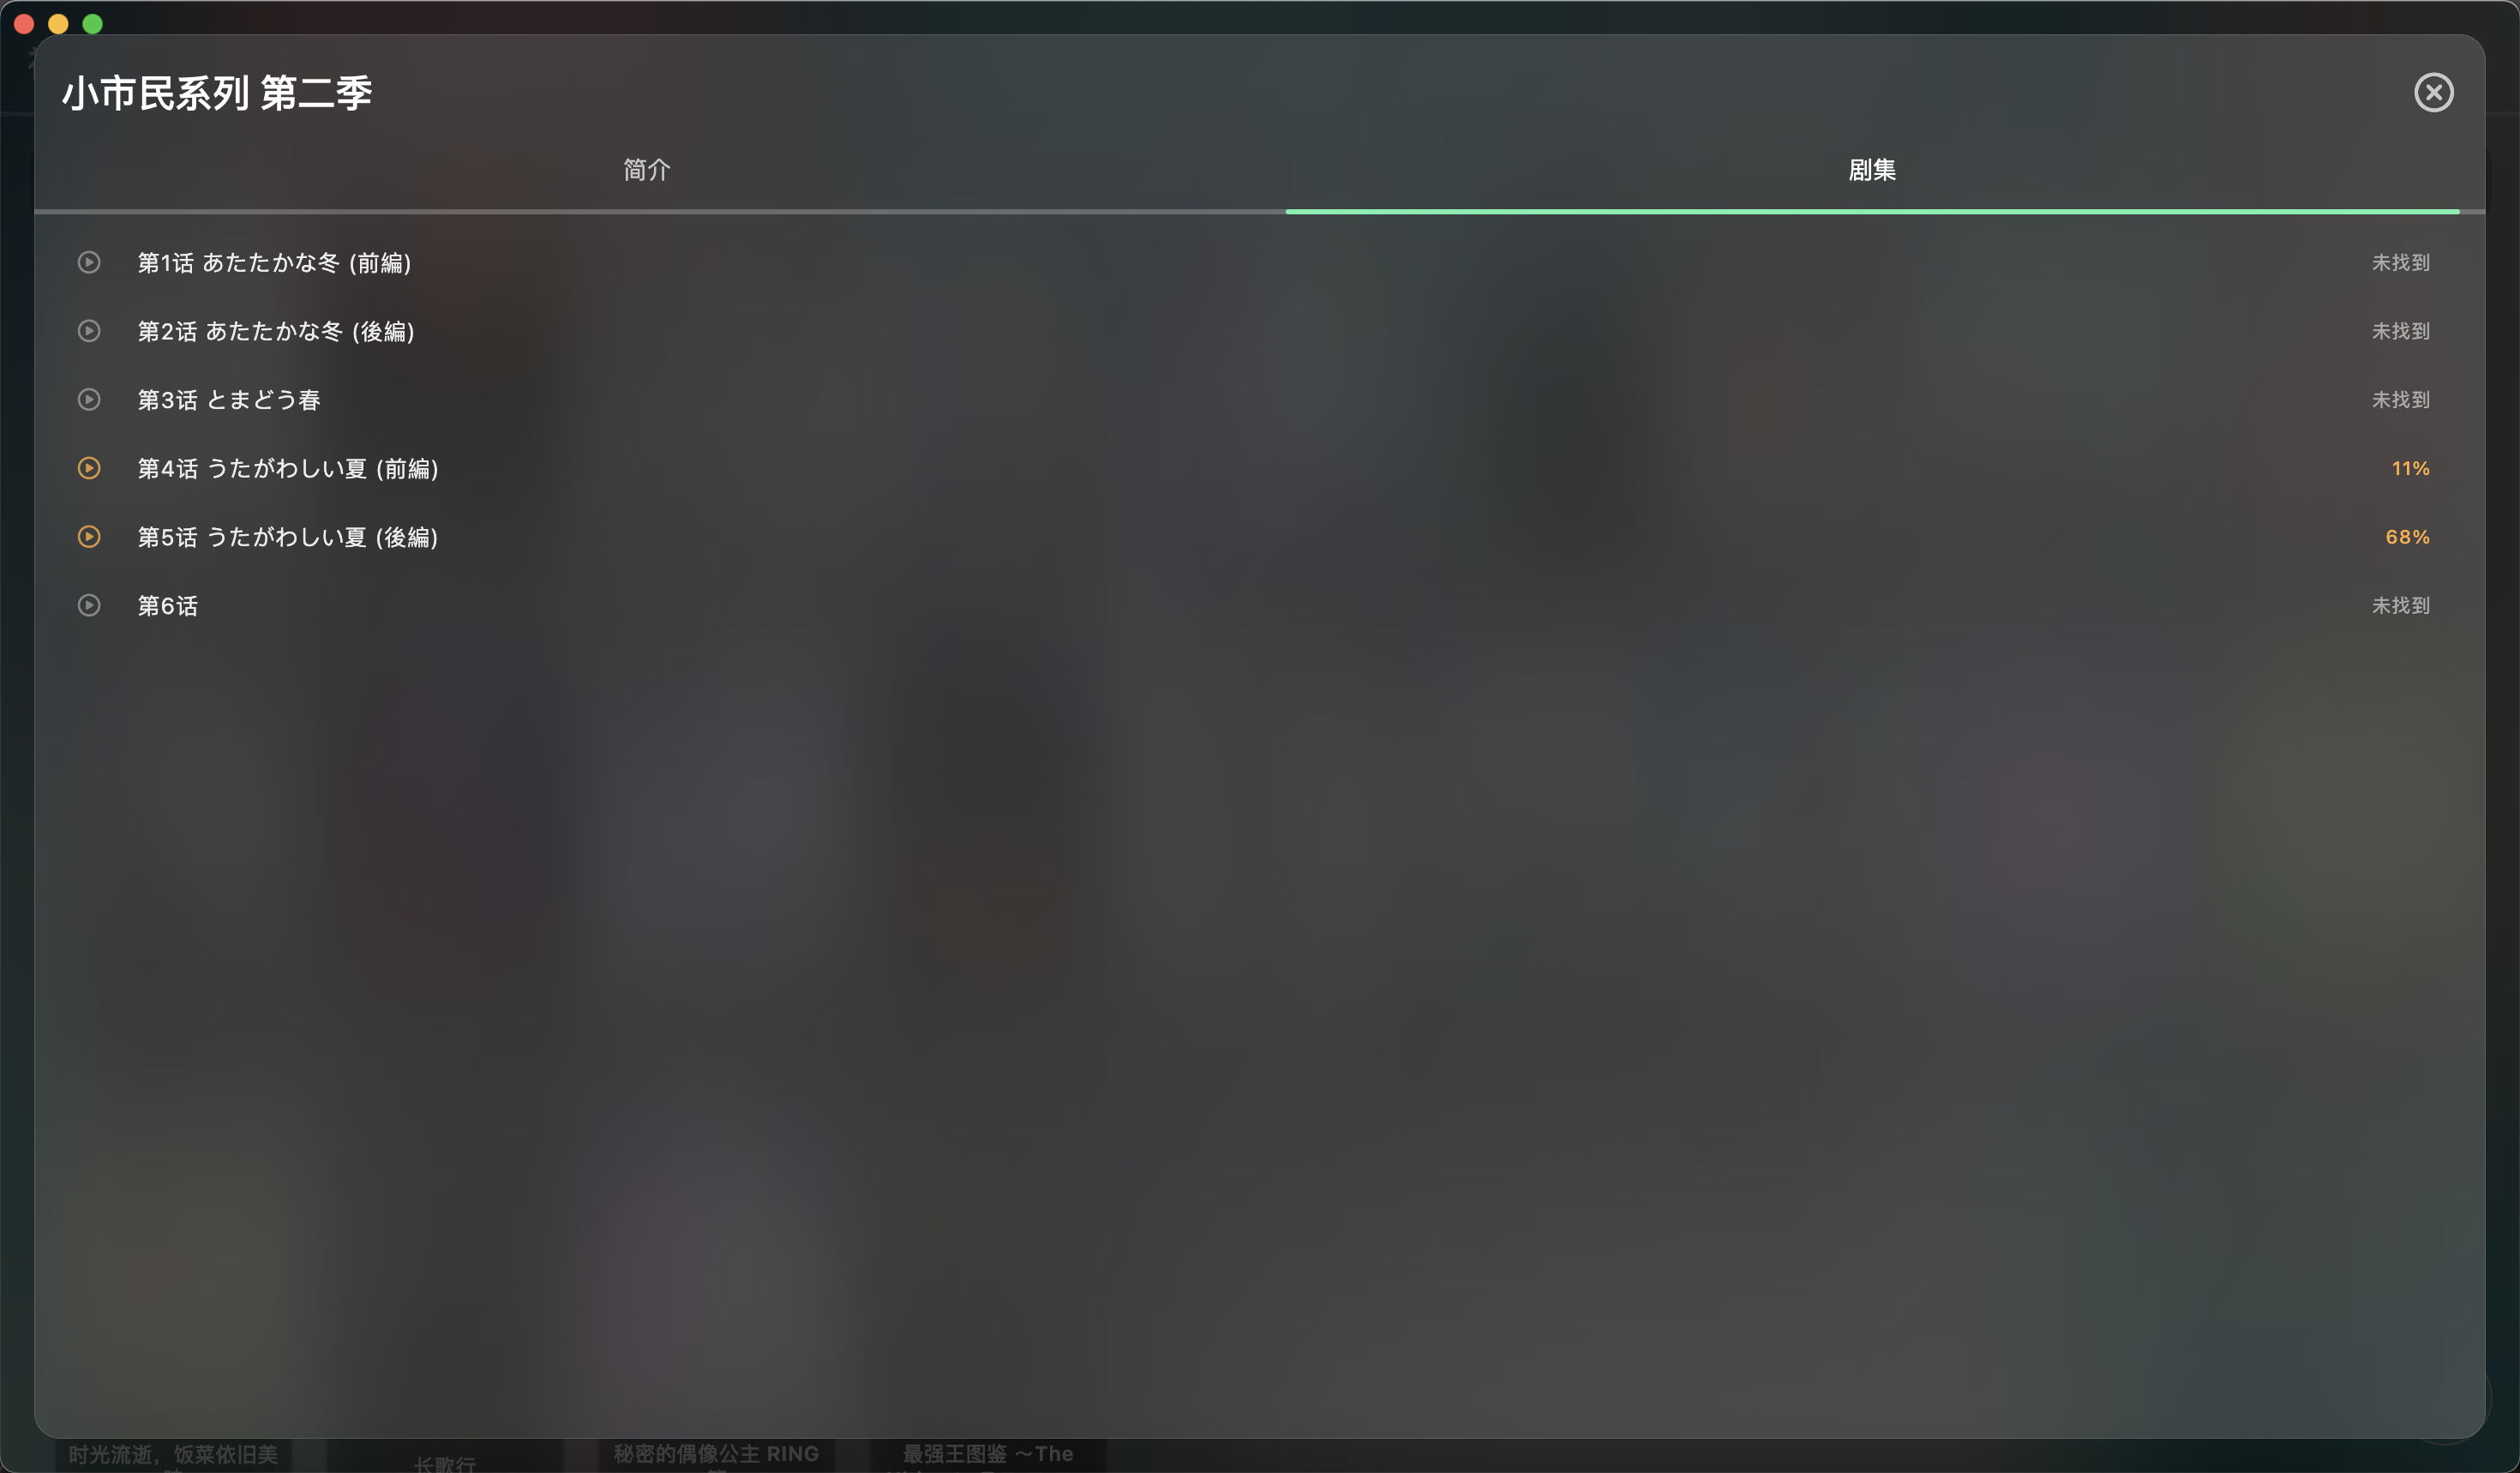 小市民系列 第二季
简介
剧集
第1话 あたたかな冬 (前編)
未找到
第2话 あたたかな冬 (後編)
未找到
第3话 とまどう春
未找到
第4话 うたがわしい夏 (前編)
11%
第5话 うたがわしい夏 (後編)
68%
第6话
未找到
时光流逝，饭菜依旧美
长歌行
秘密的偶像公主 RING
最强王图鉴 ～The